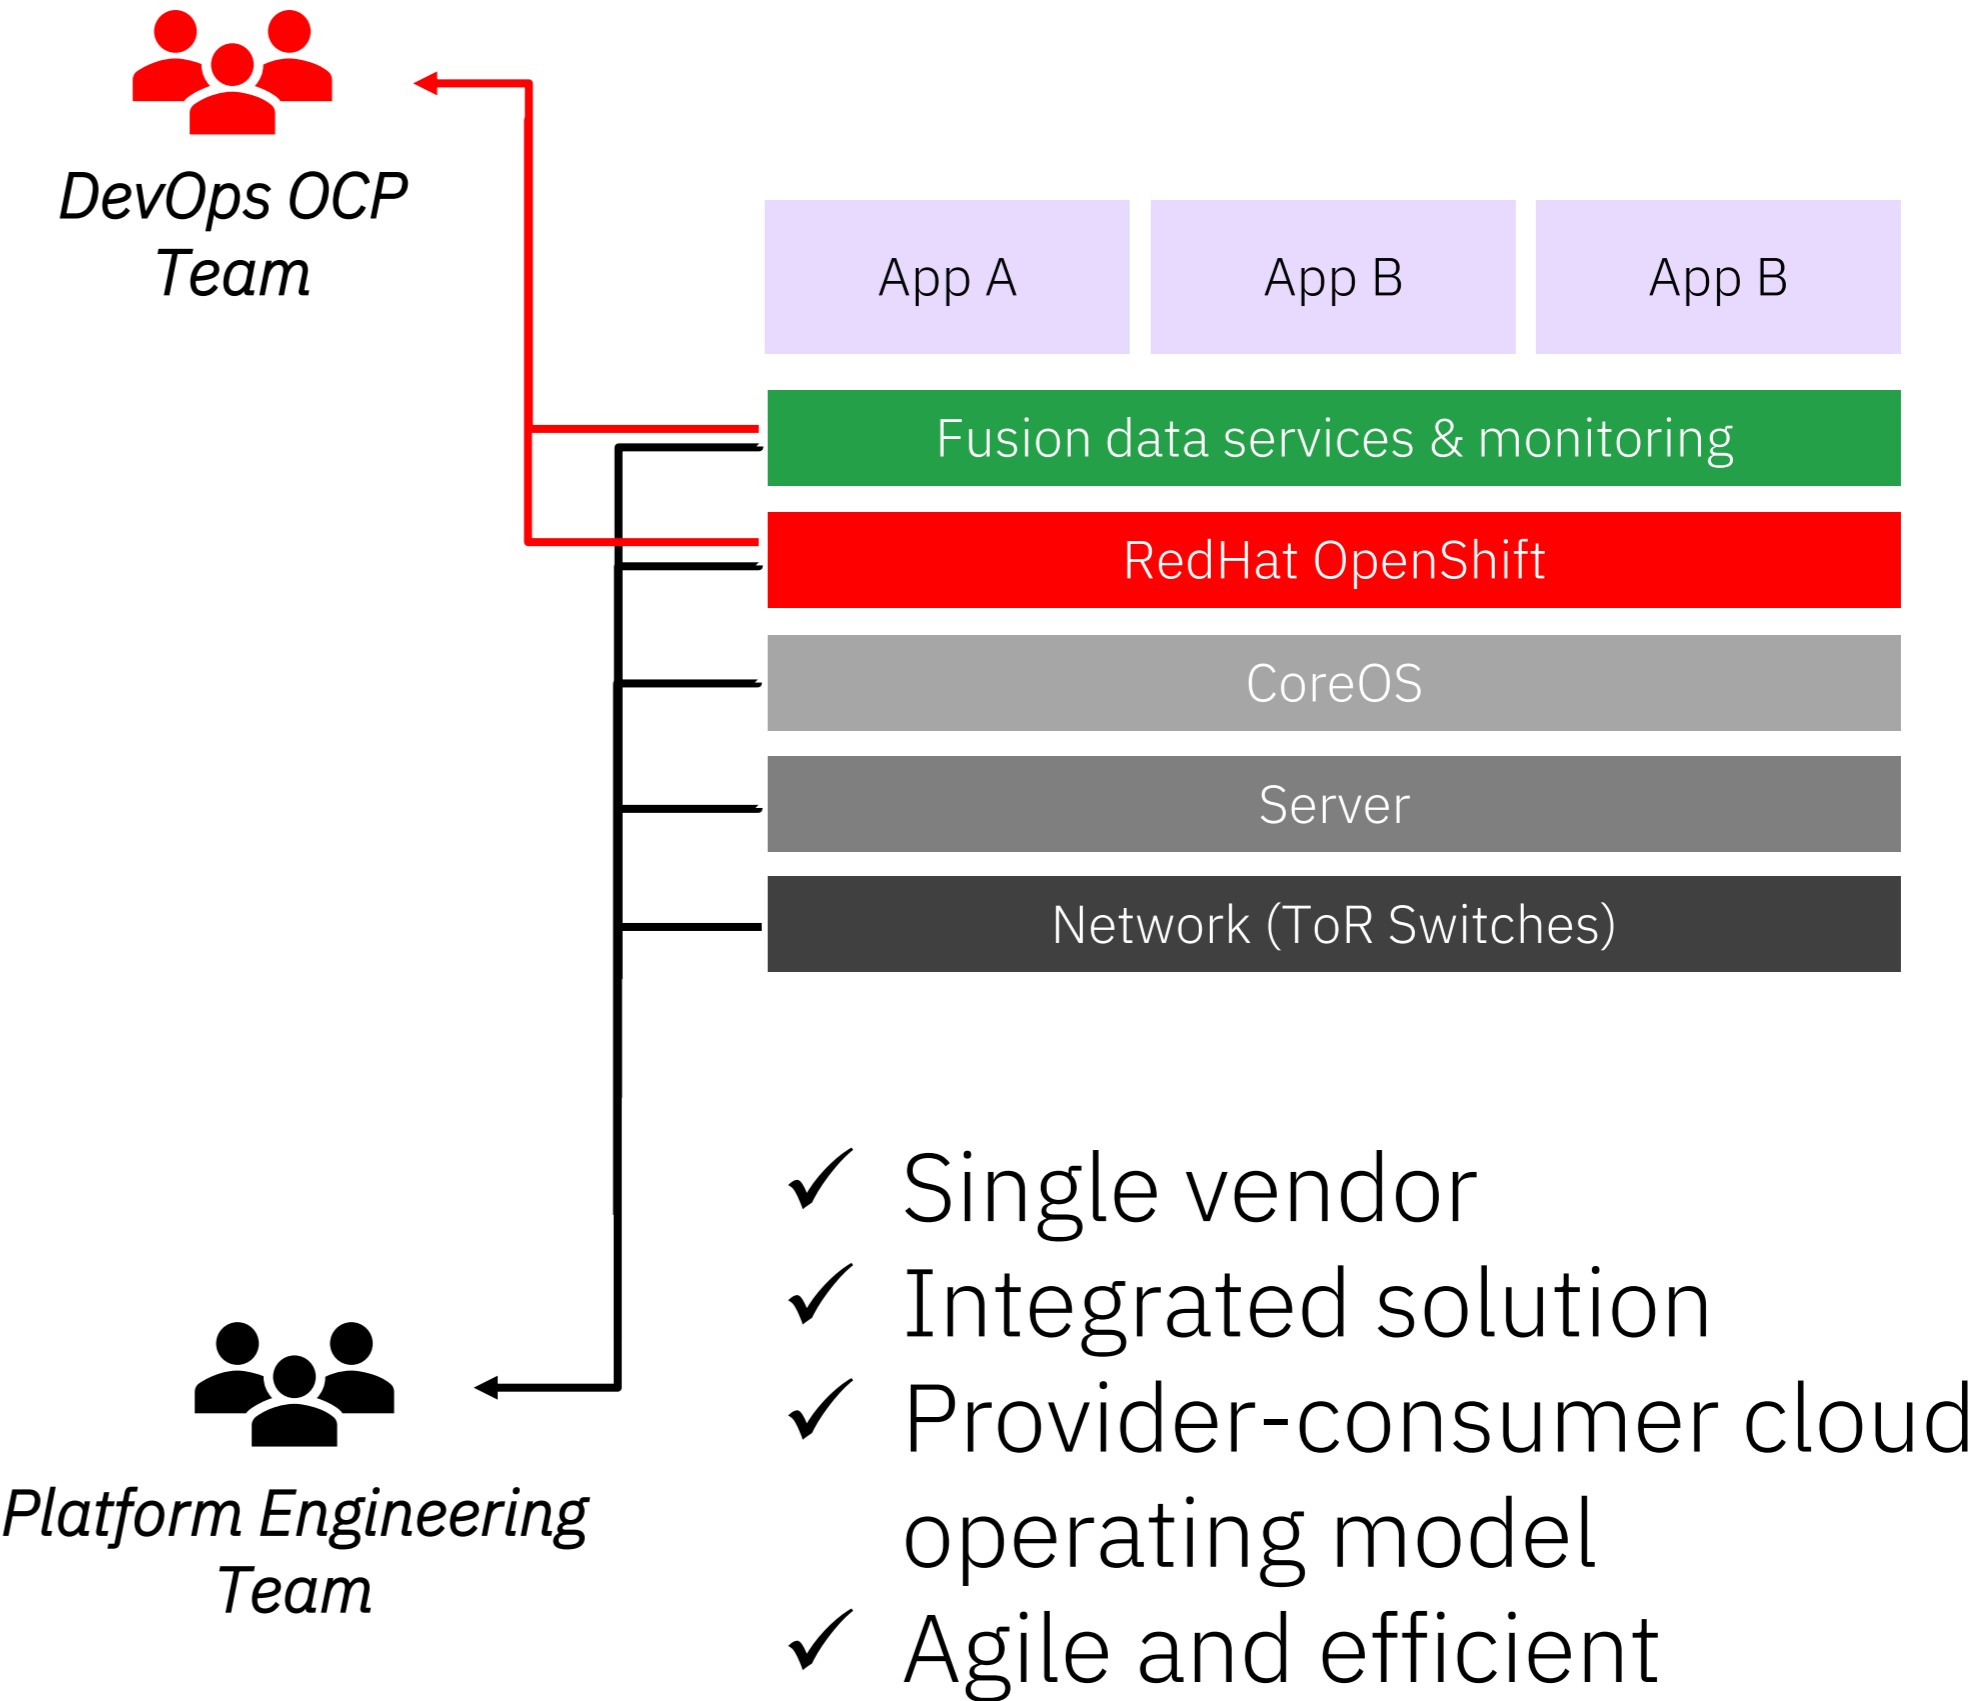 DevOps OCP
Team
App A
App B
App B
Fusion data services & monitoring
RedHat OpenShift
CoreOS
Server
Network (ToR Switches)
✓ Single vendor
✓ Integrated solution
✓ Provider-consumer cloud
operating model
✓ Agile and efficient
Platform Engineering
Team